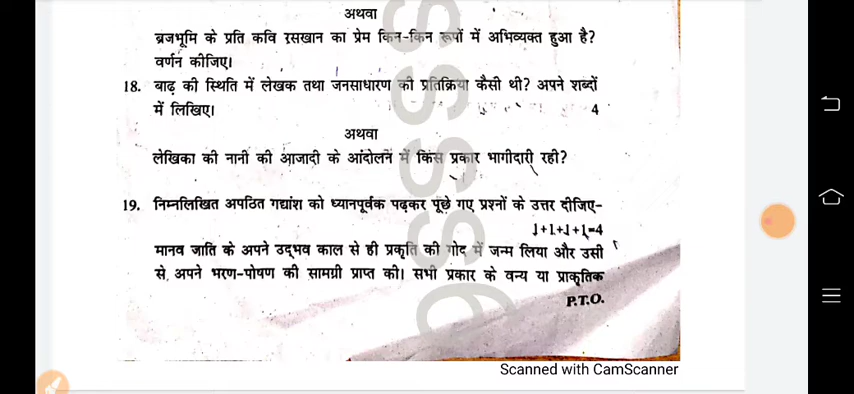 अथवा
ब्रजभूमि के प्रति कवि रसखान का प्रेम किन-किन रूपों में अभिव्यक्त हुआ है?
वर्णन कीजिए।
18. बाढ़ की स्थिति में लेखक तथा जनसाधारण की प्रतिक्रिया कैसी थी? अपने शब्दों
में लिखिए। 4
अथवा
लेखिका की नानी की आजादी के आंदोलन में किस प्रकार भागीदारी रही?
19. निम्नलिखित अपठित गद्यांश को ध्यानपूर्वक पढ़कर पूंछे गए प्रश्नों के उत्तर दीजिए-
1+1+1+1=4
मानव जाति के अपने उद्भव काल से ही प्रकृति की गोद में जन्म लिया और उसी
से अपने भरण-पोषण की सामग्री प्राप्त की। सभी प्रकार के वन्य या प्राकृतिक
P.T.O.
Scanned with CamScanner